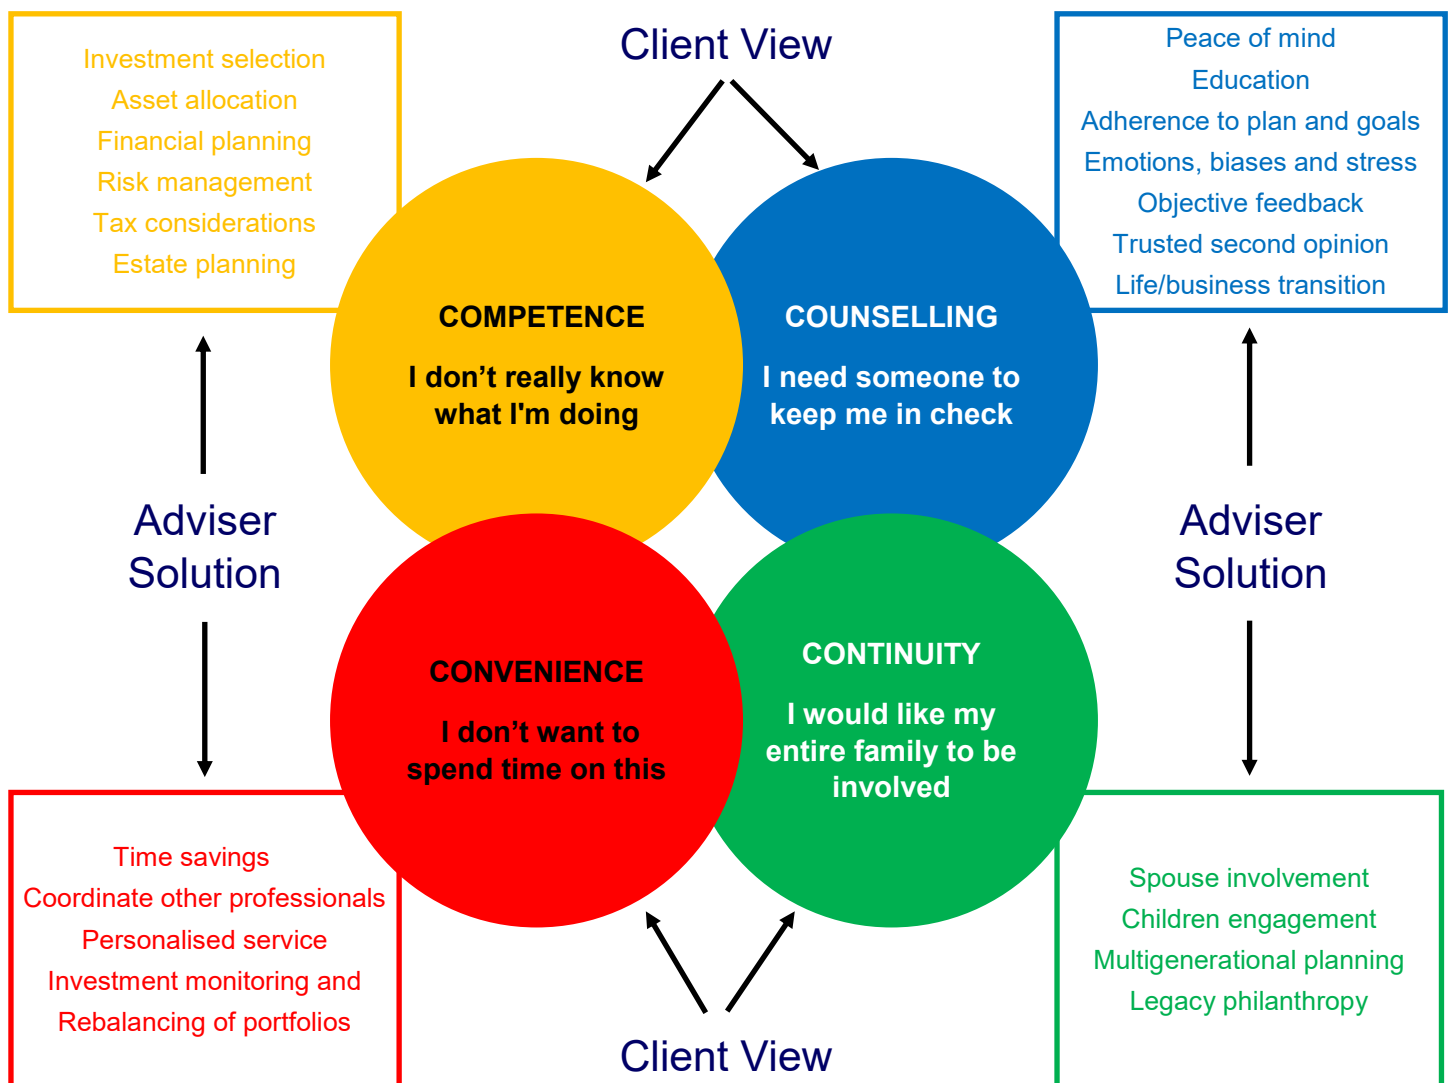 Client View
Investment selection
Asset allocation
Financial planning
Risk management
Tax considerations
Estate planning
Peace of mind
Education
Adherence to plan and goals
Emotions, biases and stress
Objective feedback
Trusted second opinion
Life/business transition
COMPETENCE
I don’t really know
what I'm doing
COUNSELLING
I need someone to
keep me in check
Adviser
Solution
Adviser
Solution
CONVENIENCE
I don’t want to
spend time on this
CONTINUITY
I would like my
entire family to be
involved
Time savings
Coordinate other professionals
Personalised service
Investment monitoring and
Rebalancing of portfolios
Spouse involvement
Children engagement
Multigenerational planning
Legacy philanthropy
Client View